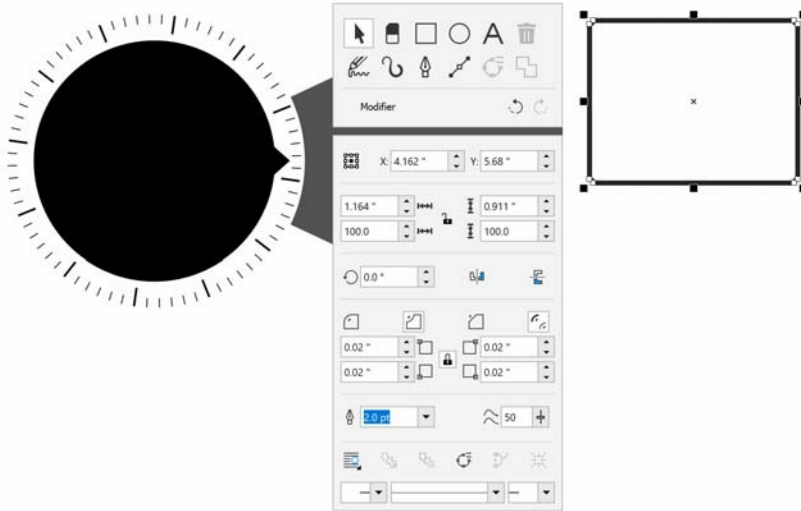 A
Modifier
X: 4.162 " Y: 5.68 "
1.164 " 0.911 "
100.0 100.0
0.0 °
0.02 " 0.02 "
0.02 " 0.02 "
2.0 pt 50